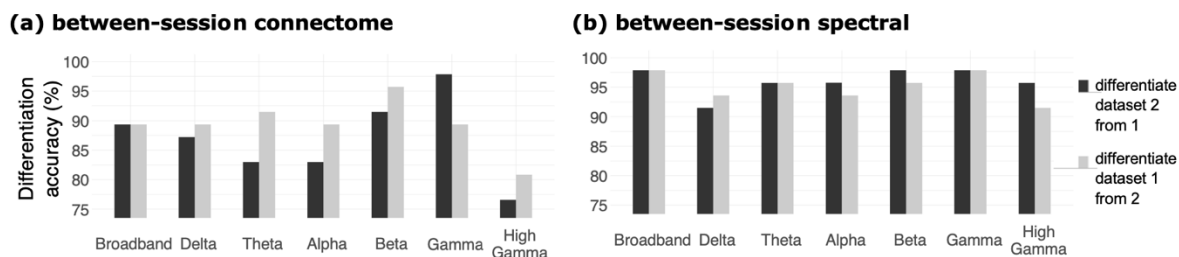 (a) between-session connectome
Differentiation
accuracy (%)
100
95
90
85
80
75
Broadband Delta Theta Alpha Beta Gamma High
Gamma
(b) between-session spectral
100
95
90
85
80
75
Broadband Delta Theta Alpha Beta Gamma High
Gamma
differentiate
dataset 2
from 1
differentiate
dataset 1
from 2